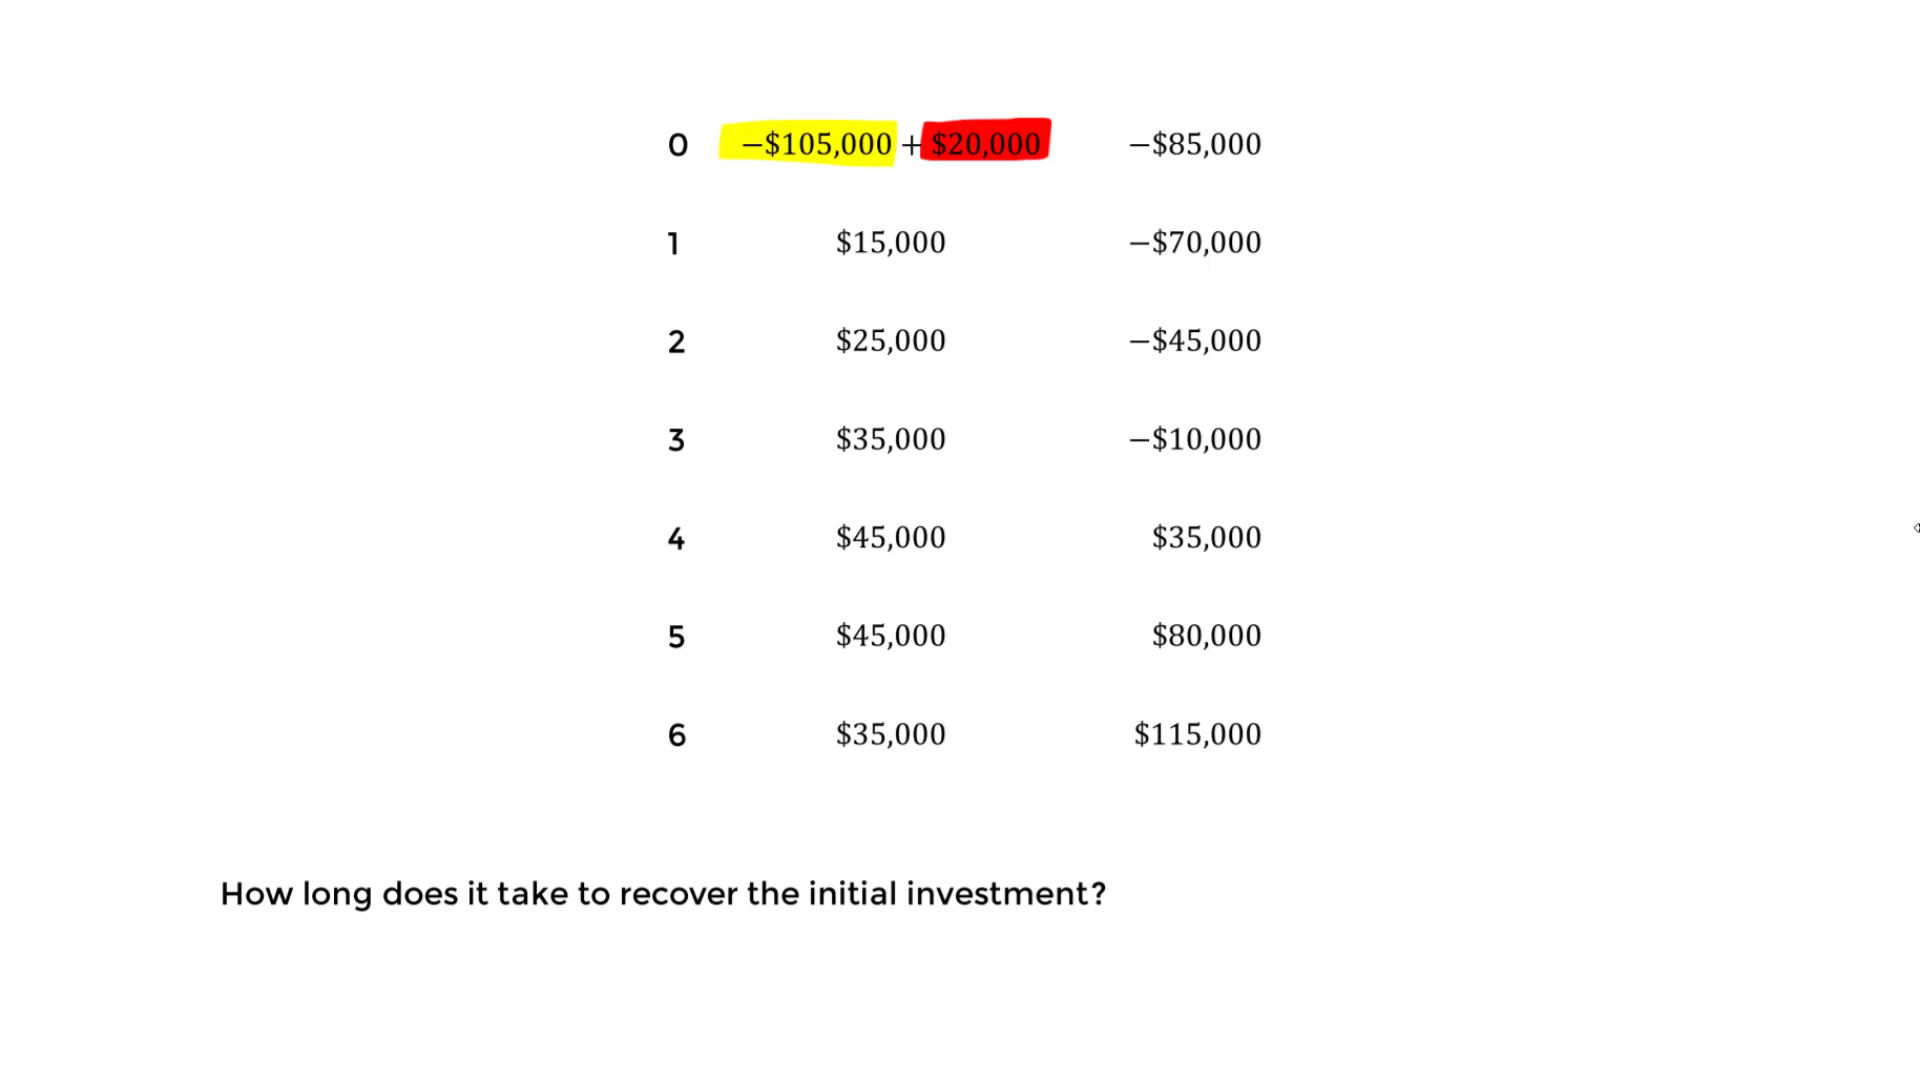 0 −$105,000 + $20,000 −$85,000
1 $15,000 −$70,000
2 $25,000 −$45,000
3 $35,000 −$10,000
4 $45,000 $35,000
5 $45,000 $80,000
6 $35,000 $115,000
How long does it take to recover the initial investment?